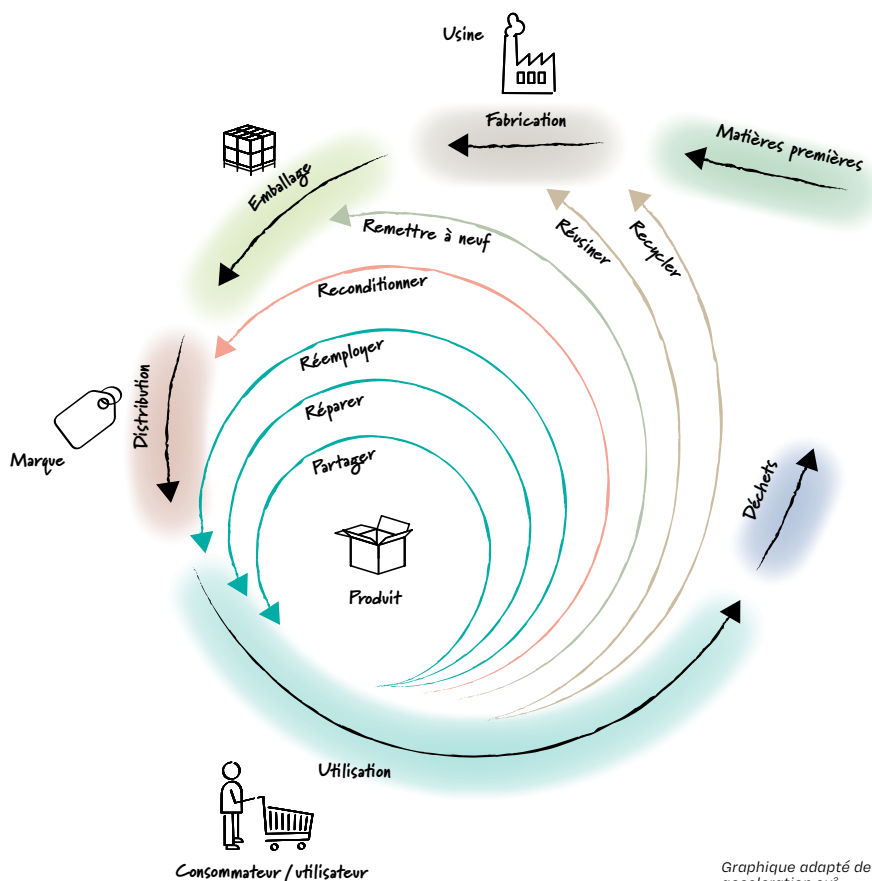 Usine
Fabrication
Matières premières
Emballage
Remettre à neuf
Réusiner
Recycler
Reconditionner
Réemployer
Distribution
Réparer
Marque
Partager
Déchets
Produit
Utilisation
Consommateur / utilisateur
Graphique adapté de